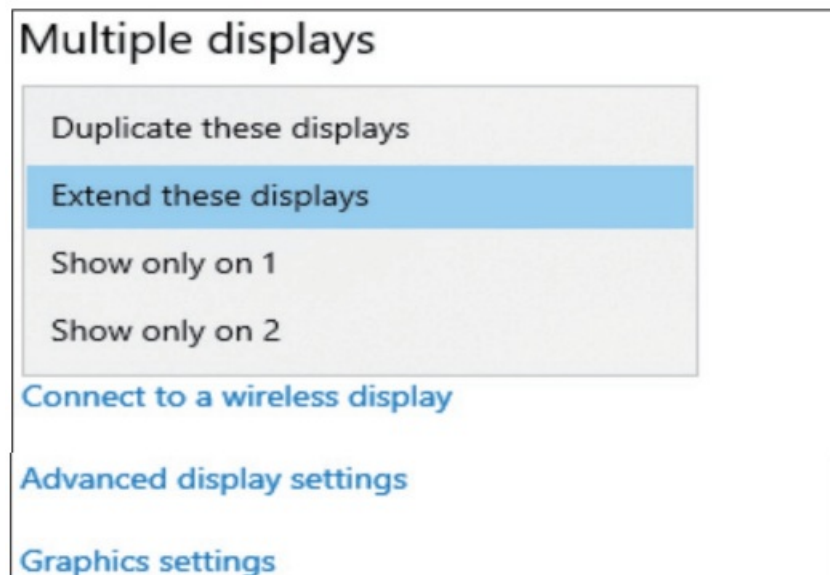 Multiple displays
Duplicate these displays
Extend these displays
Show only on 1
Show only on 2
Connect to a wireless display
Advanced display settings
Graphics settings